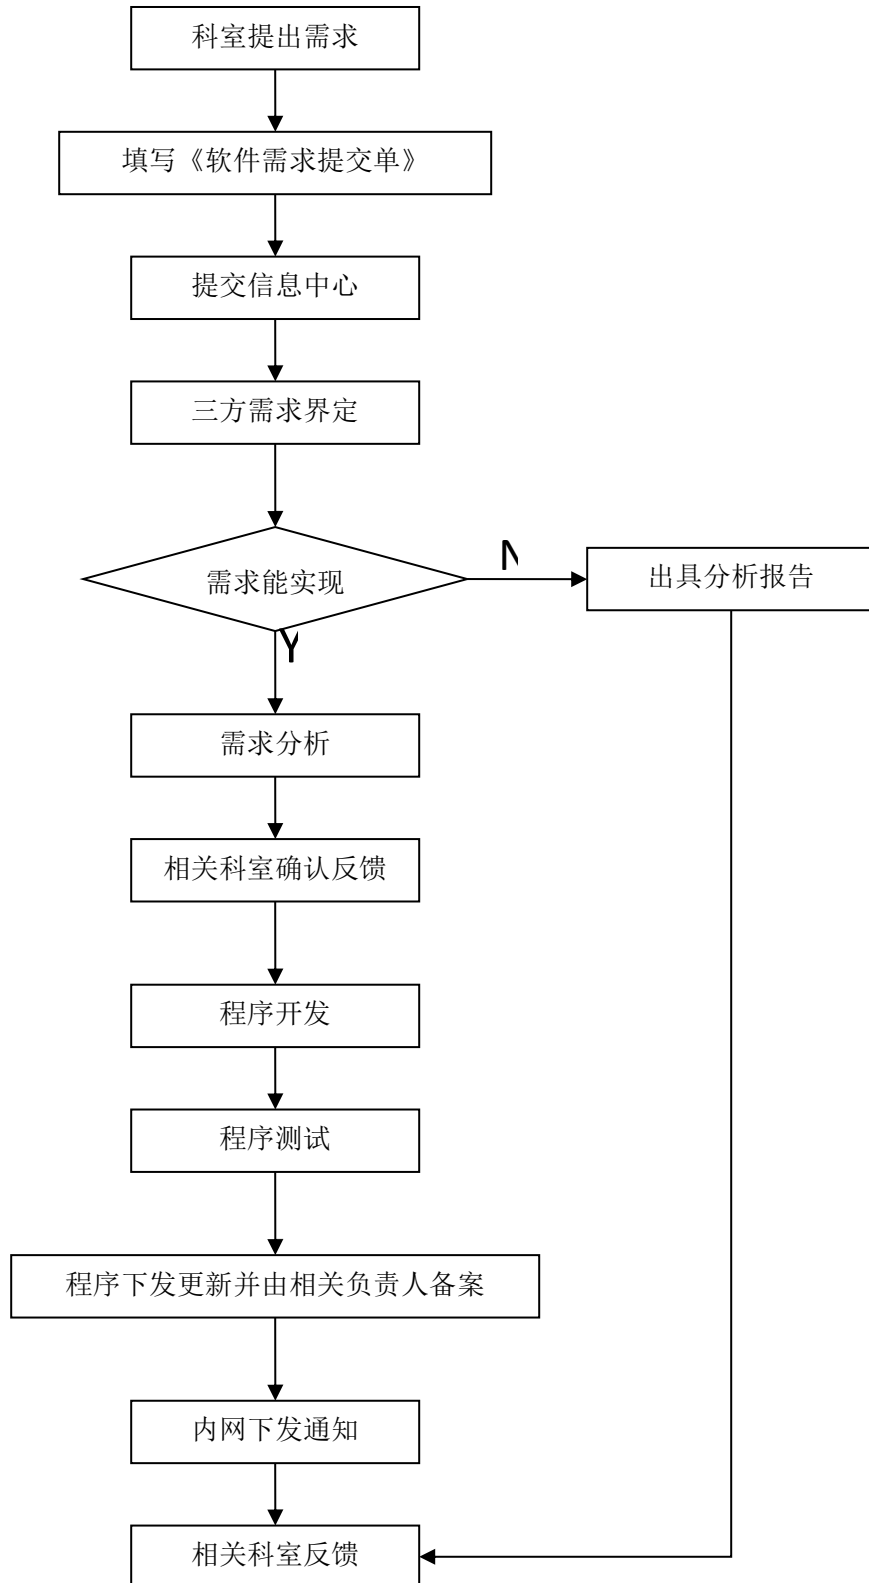 科室提出需求
填写《软件需求提交单》
提交信息中心
三方需求界定
需求能实现
N
出具分析报告
Y
需求分析
相关科室确认反馈
程序开发
程序测试
程序下发更新并由相关负责人备案
内网下发通知
相关科室反馈